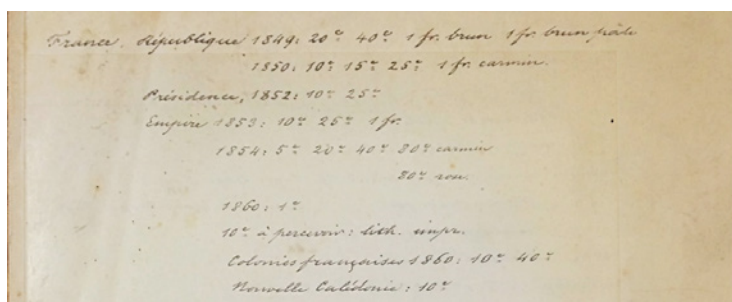 France. République 1849: 20ᶜ 40ᶜ 1 fr. brun 1 fr. brun pâle
1850: 10ᶜ 15ᶜ 25ᶜ 1 fr. carmin.
Présidence, 1852: 10ᶜ 25ᶜ
Empire 1853: 10ᶜ 25ᶜ 1 fr.
1854: 5ᶜ 20ᶜ 40ᶜ 80ᶜ carmin
80ᶜ rose.
1860: 1ᶜ
10ᶜ à percevoir: lith. impr.
Colonies françaises 1860: 10ᶜ 40ᶜ
Nouvelle Calédonie: 10ᶜ